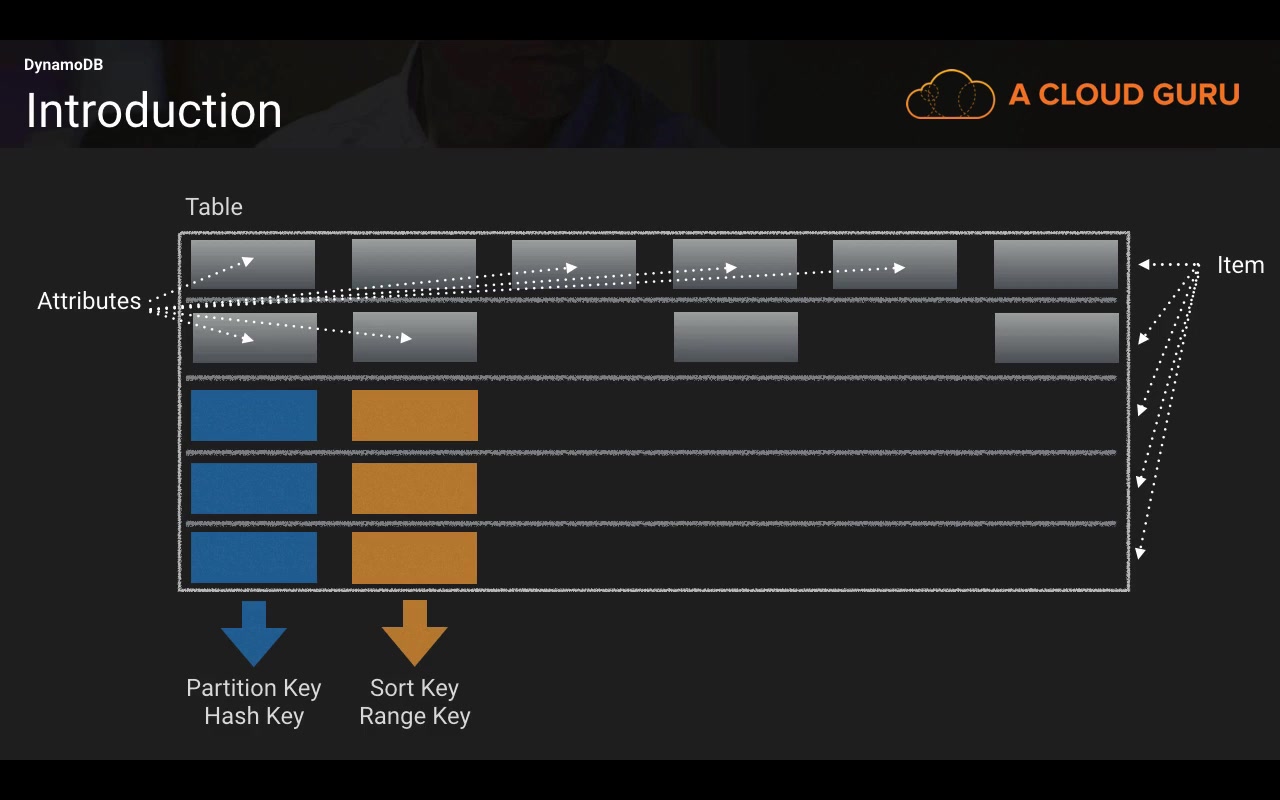 DynamoDB
Introduction
A CLOUD GURU
Table
Attributes
Item
Partition Key
Hash Key
Sort Key
Range Key